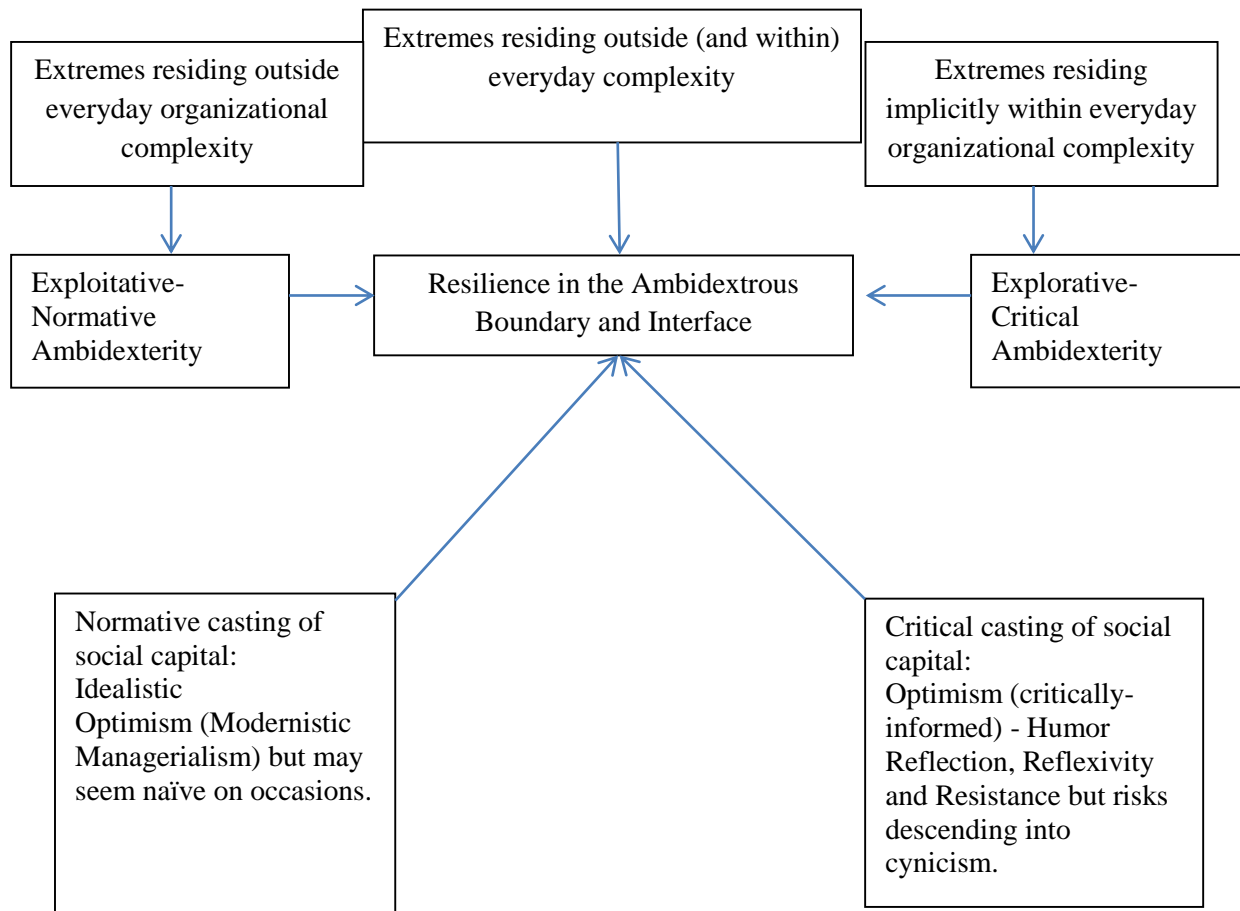 Extremes residing outside
everyday organizational
complexity
Extremes residing outside (and within)
everyday complexity
Extremes residing
implicitly within everyday
organizational complexity
Exploitative-
Normative
Ambidexterity
Resilience in the Ambidextrous
Boundary and Interface
Explorative-
Critical
Ambidexterity
Normative casting of
social capital:
Idealistic
Optimism (Modernistic
Managerialism) but may
seem naïve on occasions.
Critical casting of social
capital:
Optimism (critically-
informed) - Humor
Reflection, Reflexivity
and Resistance but risks
descending into
cynicism.